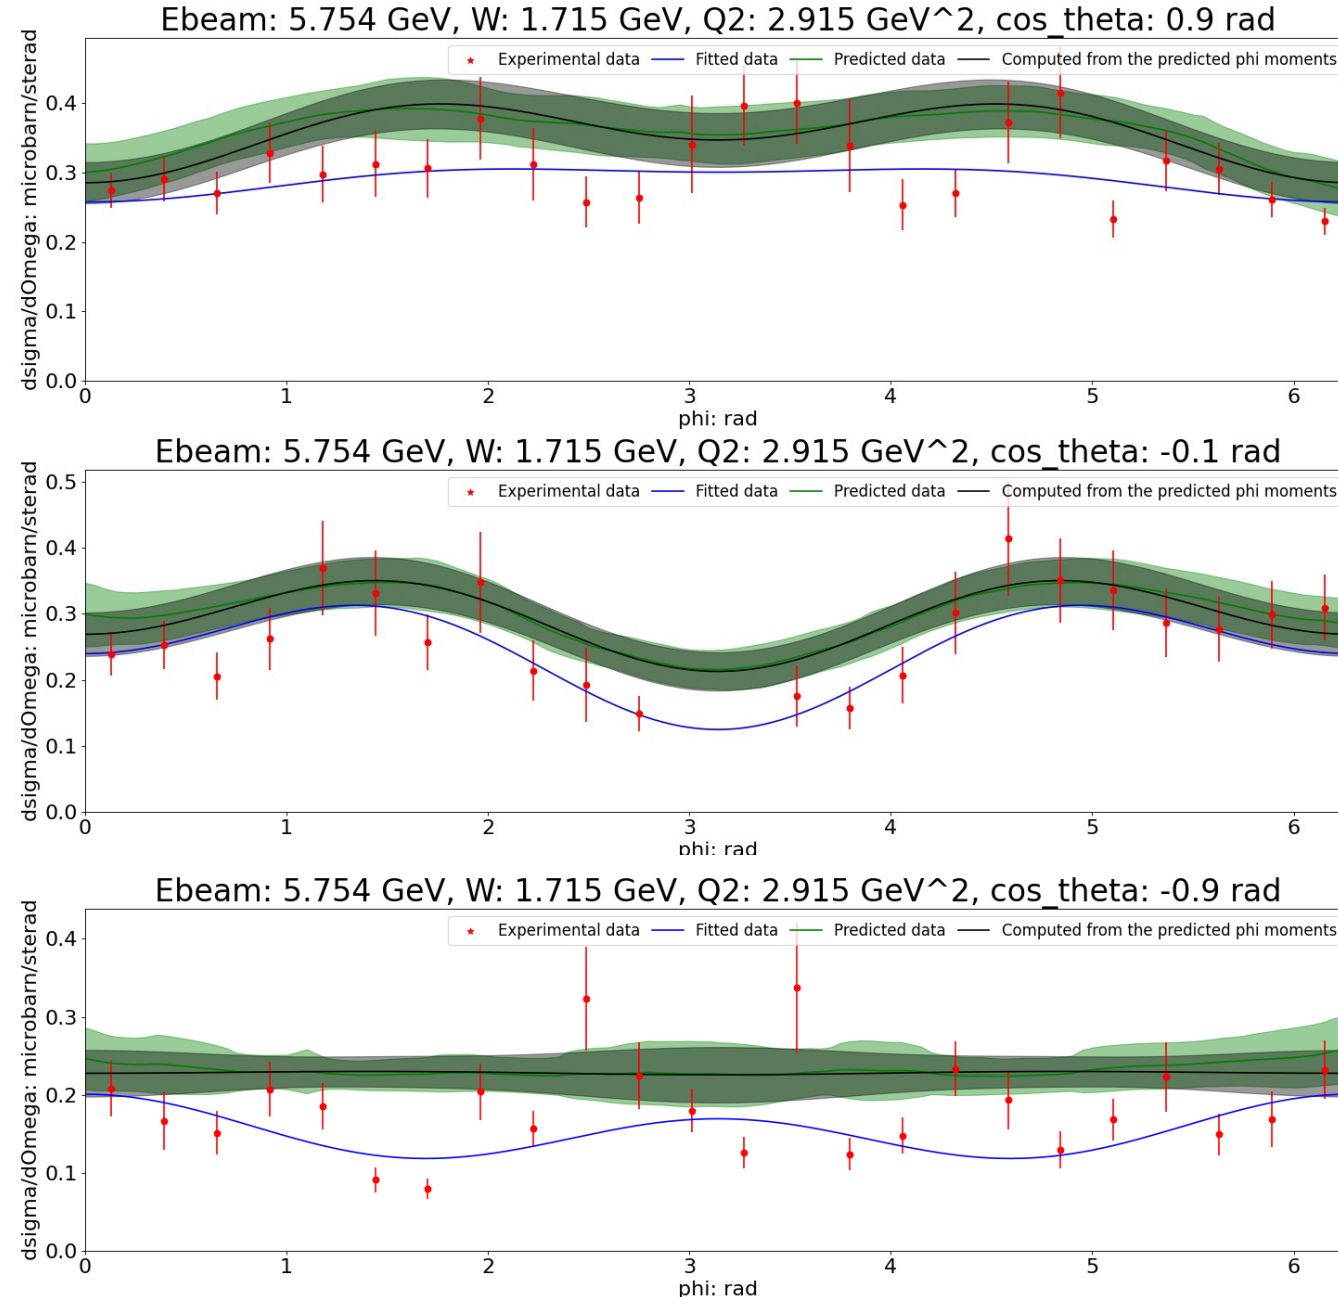 Ebeam: 5.754 GeV, W: 1.715 GeV, Q2: 2.915 GeV^2, cos_theta: 0.9 rad
Experimental data Fitted data Predicted data Computed from the predicted phi moments
dsigma/dOmega: microbarn/sterad
0.4
0.3
0.2
0.1
0.0
0 1 2 3 4 5 6
phi: rad
Ebeam: 5.754 GeV, W: 1.715 GeV, Q2: 2.915 GeV^2, cos_theta: -0.1 rad
Experimental data Fitted data Predicted data Computed from the predicted phi moments
dsigma/dOmega: microbarn/sterad
0.5
0.4
0.3
0.2
0.1
0.0
0 1 2 3 4 5 6
phi: rad
Ebeam: 5.754 GeV, W: 1.715 GeV, Q2: 2.915 GeV^2, cos_theta: -0.9 rad
Experimental data Fitted data Predicted data Computed from the predicted phi moments
dsigma/dOmega: microbarn/sterad
0.4
0.3
0.2
0.1
0.0
0 1 2 3 4 5 6
phi: rad